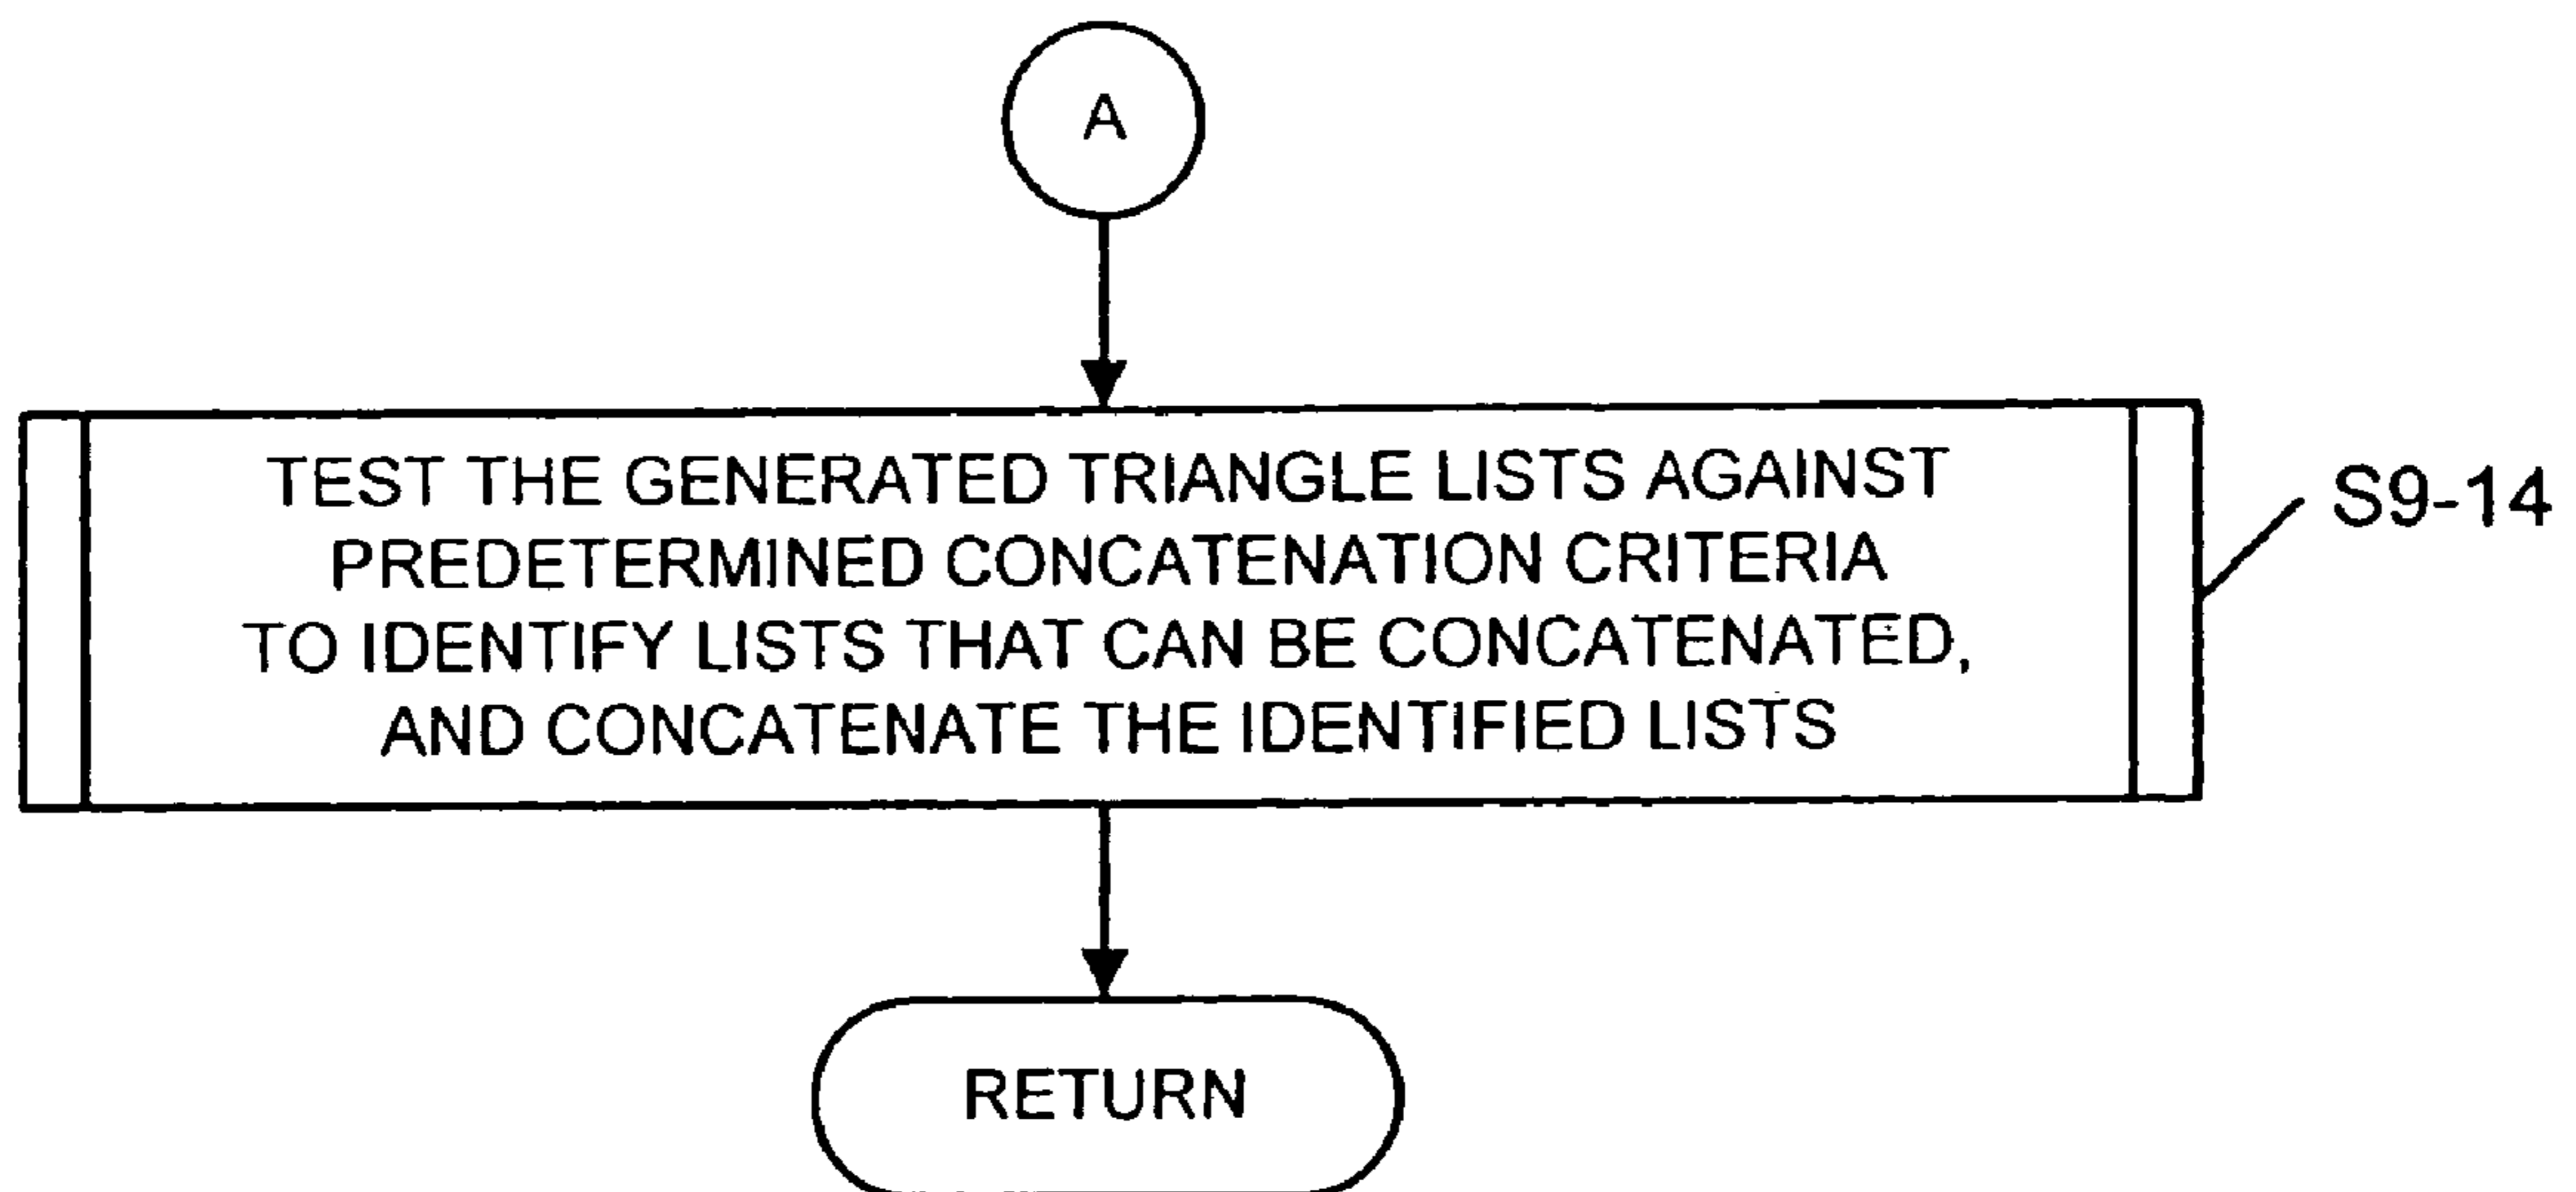 A
TEST THE GENERATED TRIANGLE LISTS AGAINST
PREDETERMINED CONCATENATION CRITERIA
TO IDENTIFY LISTS THAT CAN BE CONCATENATED,
AND CONCATENATE THE IDENTIFIED LISTS
S9-14
RETURN